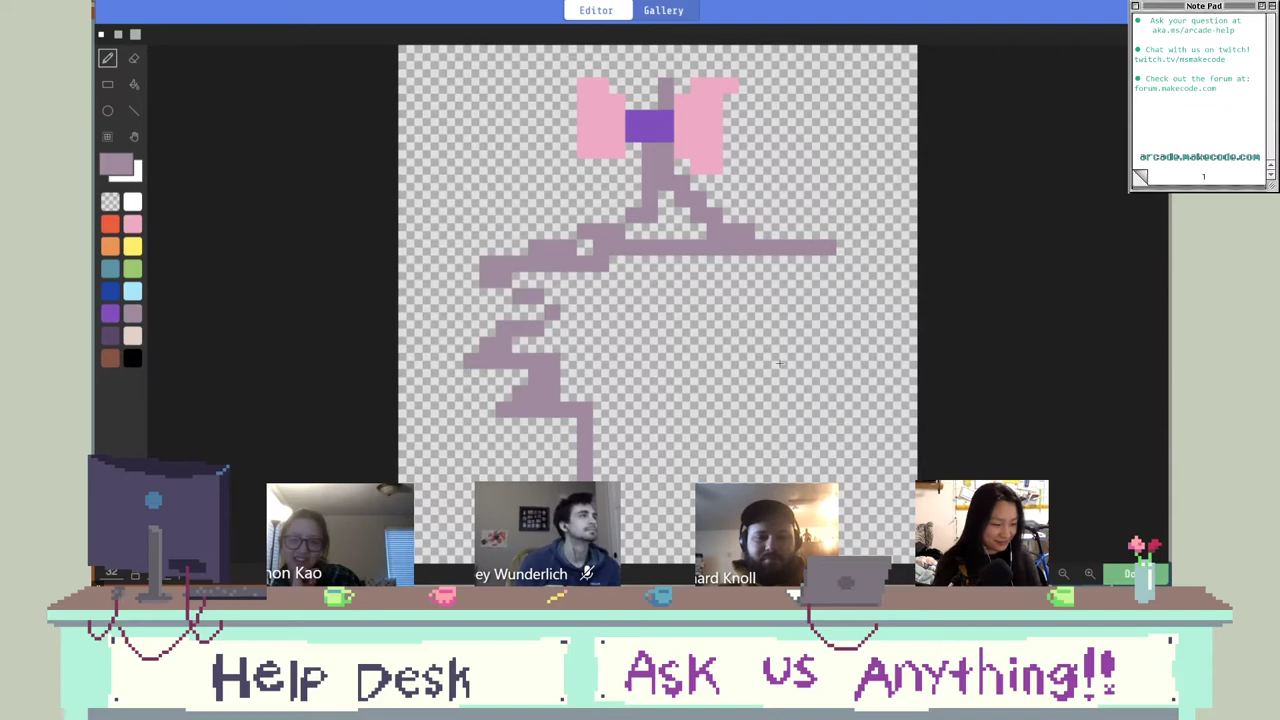 Editor
Gallery
Note Pad
Ask your question at
aka.ms/arcade-help
Chat with us on twitch!
twitch.tv/msmakecode
Check out the forum at:
forum.makecode.com
arcade.makecode.com
1
non Kao
ey Wunderlich
ard Knoll
Do
Help Desk
Ask us Anything!!